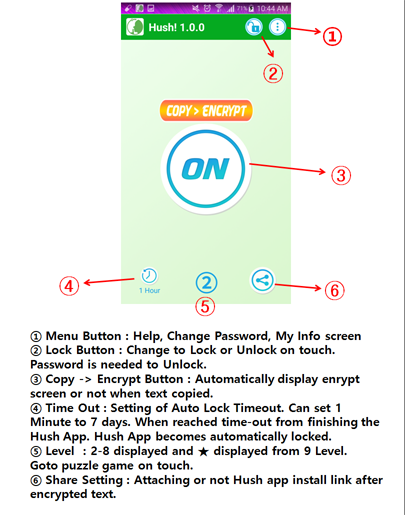 71% 10:44 AM
Hush! 1.0.0
①
②
COPY > ENCRYPT
ON
③
④
1 Hour
2
⑤
⑥
① Menu Button : Help, Change Password, My Info screen
② Lock Button : Change to Lock or Unlock on touch.
Password is needed to Unlock.
③ Copy -> Encrypt Button : Automatically display enrypt
screen or not when text copied.
④ Time Out : Setting of Auto Lock Timeout. Can set 1
Minute to 7 days. When reached time-out from finishing the
Hush App. Hush App becomes automatically locked.
⑤ Level : 2-8 displayed and ★ displayed from 9 Level.
Goto puzzle game on touch.
⑥ Share Setting : Attaching or not Hush app install link after
encrypted text.